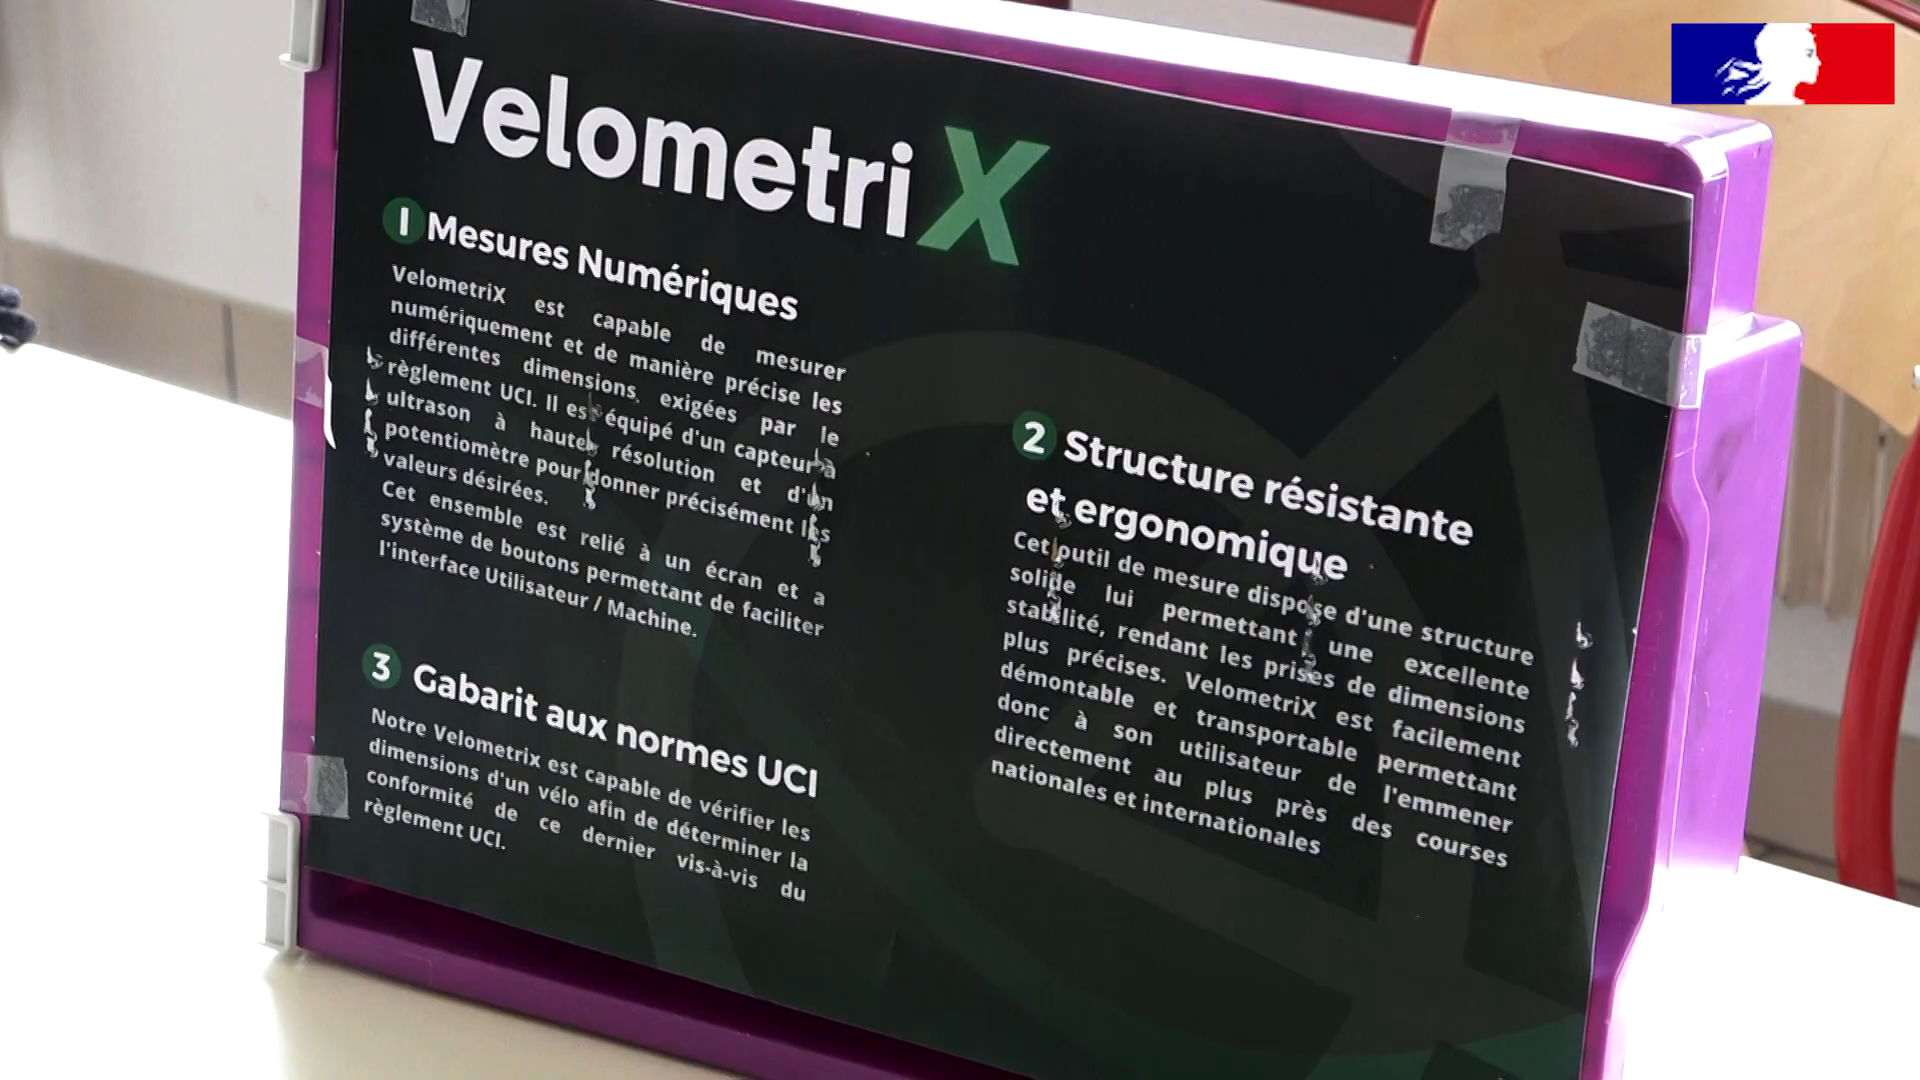 VelometriX
1 Mesures Numériques
VelometriX est capable de mesurer
numériquement et de manière précise les
différentes dimensions exigées par le
règlement UCI. Il est équipé d'un capteur à
ultrason à haute résolution et d'un
potentiomètre pour donner précisément les
valeurs désirées.
Cet ensemble est relié à un écran et a
système de boutons permettant de faciliter
l'interface Utilisateur / Machine.
2 Structure résistante
et ergonomique
Cet outil de mesure dispose d'une structure
solide lui permettant une excellente
stabilité, rendant les prises de dimensions
plus précises. VelometriX est facilement
démontable et transportable permettant
donc à son utilisateur de l'emmener
directement au plus près des courses
nationales et internationales
3 Gabarit aux normes UCI
Notre Velometrix est capable de vérifier les
dimensions d'un vélo afin de déterminer la
conformité de ce dernier vis-à-vis du
règlement UCI.